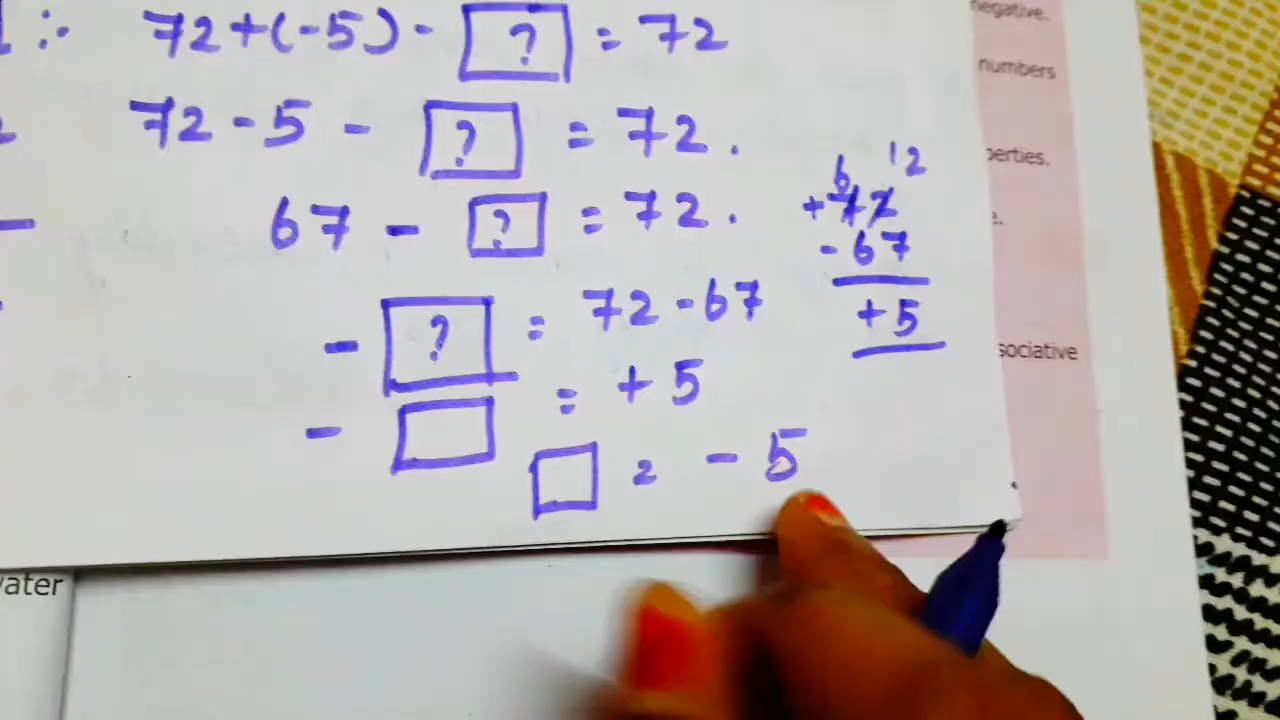 72+(-5) - ? = 72
72 - 5 - ? = 72.
67 - ? = 72.
- ? = 72 - 67
- = + 5
= - 5
6 12
+72
- 67
+ 5
negative.
numbers
perties.
e.
sociative
vater